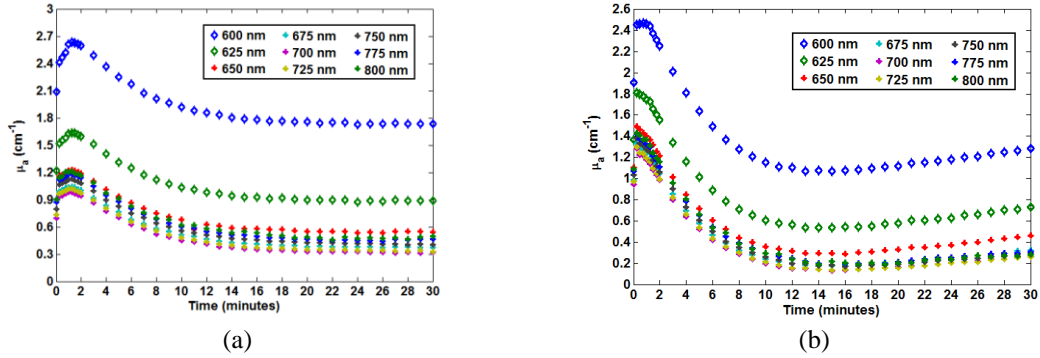 3
2.7
2.4
2.1
1.8
1.5
1.2
0.9
0.6
0.3
0
μa (cm-1)
600 nm 675 nm 750 nm
625 nm 700 nm 775 nm
650 nm 725 nm 800 nm
0 2 4 6 8 10 12 14 16 18 20 22 24 26 28 30
Time (minutes)
(a)
2.6
2.4
2.2
2
1.8
1.6
1.4
1.2
1
0.8
0.6
0.4
0.2
0
μa (cm-1)
600 nm 675 nm 750 nm
625 nm 700 nm 775 nm
650 nm 725 nm 800 nm
0 2 4 6 8 10 12 14 16 18 20 22 24 26 28 30
Time (minutes)
(b)